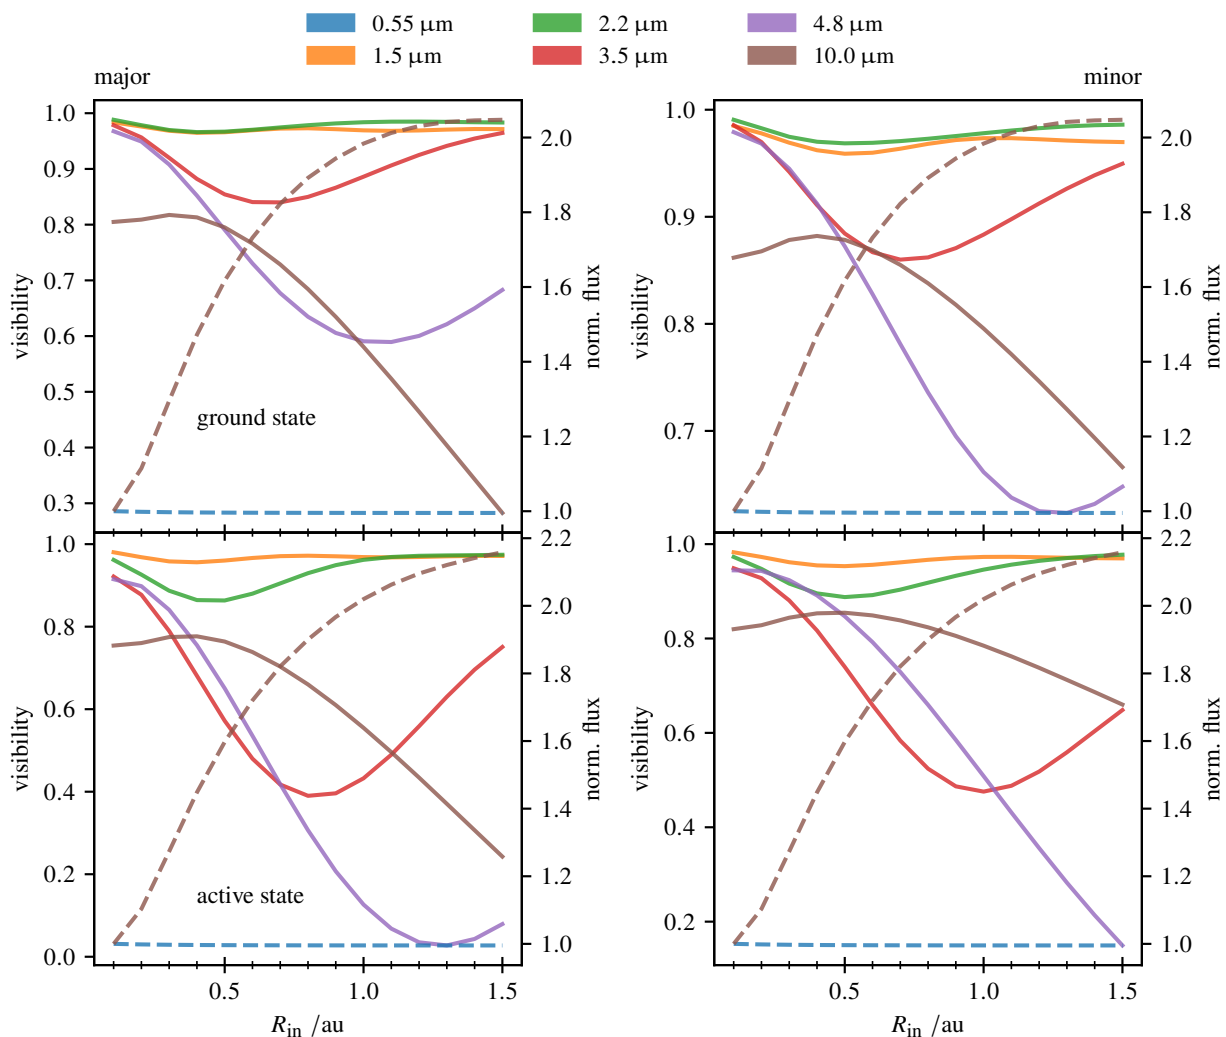 0.55 µm 2.2 µm 4.8 µm
1.5 µm 3.5 µm 10.0 µm
major minor
1.0
0.9
0.8
0.7
0.6
0.5
0.4
0.3
visibility
ground state
2.0
1.8
1.6
1.4
1.2
1.0
norm. flux
1.0
0.9
0.8
0.7
visibility
2.0
1.8
1.6
1.4
1.2
1.0
norm. flux
1.0
0.8
0.6
0.4
0.2
0.0
visibility
active state
2.2
2.0
1.8
1.6
1.4
1.2
1.0
norm. flux
0.5 1.0 1.5
R_in /au
1.0
0.8
0.6
0.4
0.2
visibility
2.2
2.0
1.8
1.6
1.4
1.2
1.0
norm. flux
0.5 1.0 1.5
R_in /au